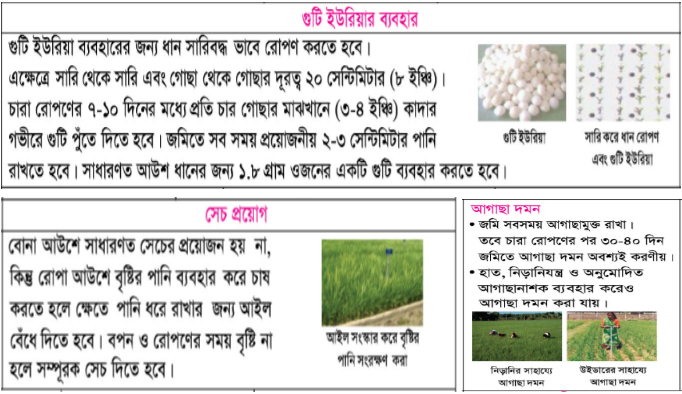 গুটি ইউরিয়ার ব্যবহার
গুটি ইউরিয়া ব্যবহারের জন্য ধান সারিবদ্ধ ভাবে রোপণ করতে হবে।
এক্ষেত্রে সারি থেকে সারি এবং গোছা থেকে গোছার দূরত্ব ২০ সেন্টিমিটার (৮ ইঞ্চি)।
চারা রোপণের ৭-১০ দিনের মধ্যে প্রতি চার গোছার মাঝখানে (৩-৪ ইঞ্চি) কাদার
গভীরে গুটি পুঁতে দিতে হবে। জমিতে সব সময় প্রয়োজনীয় ২-৩ সেন্টিমিটার পানি
রাখতে হবে। সাধারণত আউশ ধানের জন্য ১.৮ গ্রাম ওজনের একটি গুটি ব্যবহার করতে হবে।
গুটি ইউরিয়া
সারি করে ধান রোপণ
এবং গুটি ইউরিয়া
সেচ প্রয়োগ
বোনা আউশে সাধারণত সেচের প্রয়োজন হয় না,
কিন্তু রোপা আউশে বৃষ্টির পানি ব্যবহার করে চাষ
করতে হলে ক্ষেতে পানি ধরে রাখার জন্য আইল
বেঁধে দিতে হবে। বপন ও রোপণের সময় বৃষ্টি না
হলে সম্পূরক সেচ দিতে হবে।
আইল সংস্কার করে বৃষ্টির
পানি সংরক্ষণ করা
আগাছা দমন
• জমি সবসময় আগাছামুক্ত রাখা।
তবে চারা রোপণের পর ৩০-৪০ দিন
জমিতে আগাছা দমন অবশ্যই করণীয়।
• হাত, নিড়ানিযন্ত্র ও অনুমোদিত
আগাছানাশক ব্যবহার করেও
আগাছা দমন করা যায়।
নিড়ানির সাহায্যে
আগাছা দমন
উইডারের সাহায্যে
আগাছা দমন